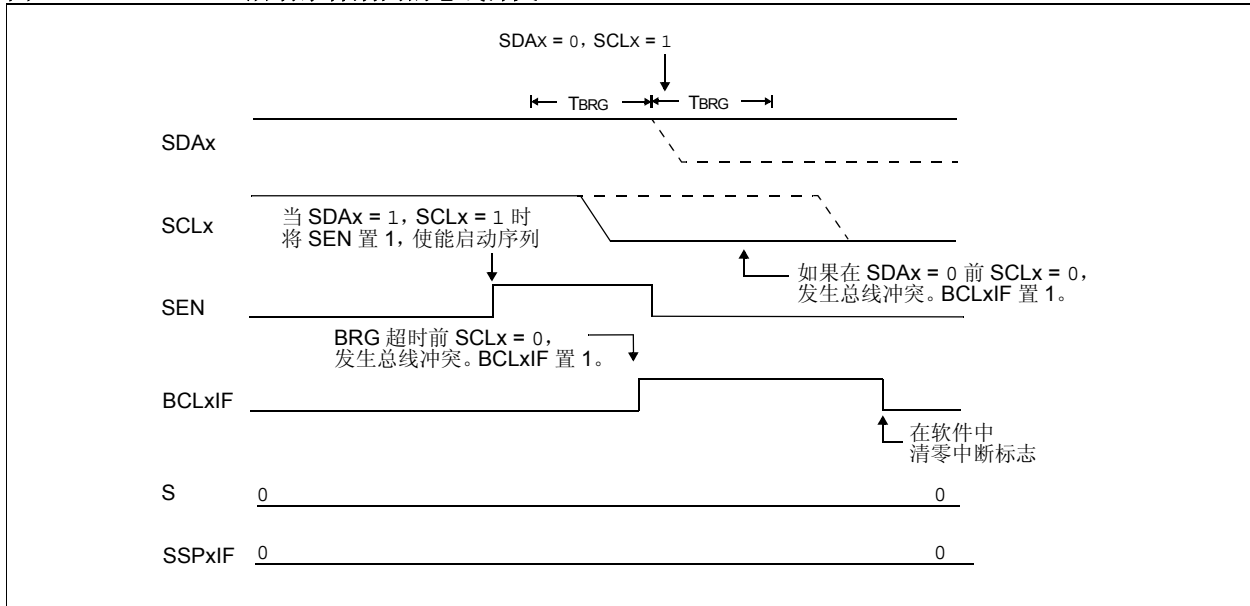 SDAx = 0, SCLx = 1
TBRG
TBRG
SDAx
SCLx
当 SDAx = 1, SCLx = 1 时
将 SEN 置 1, 使能启动序列
如果在 SDAx = 0 前 SCLx = 0,
发生总线冲突。BCLxIF 置 1。
SEN
BRG 超时前 SCLx = 0,
发生总线冲突。BCLxIF 置 1。
BCLxIF
在软件中
清零中断标志
S
0
0
SSPxIF
0
0